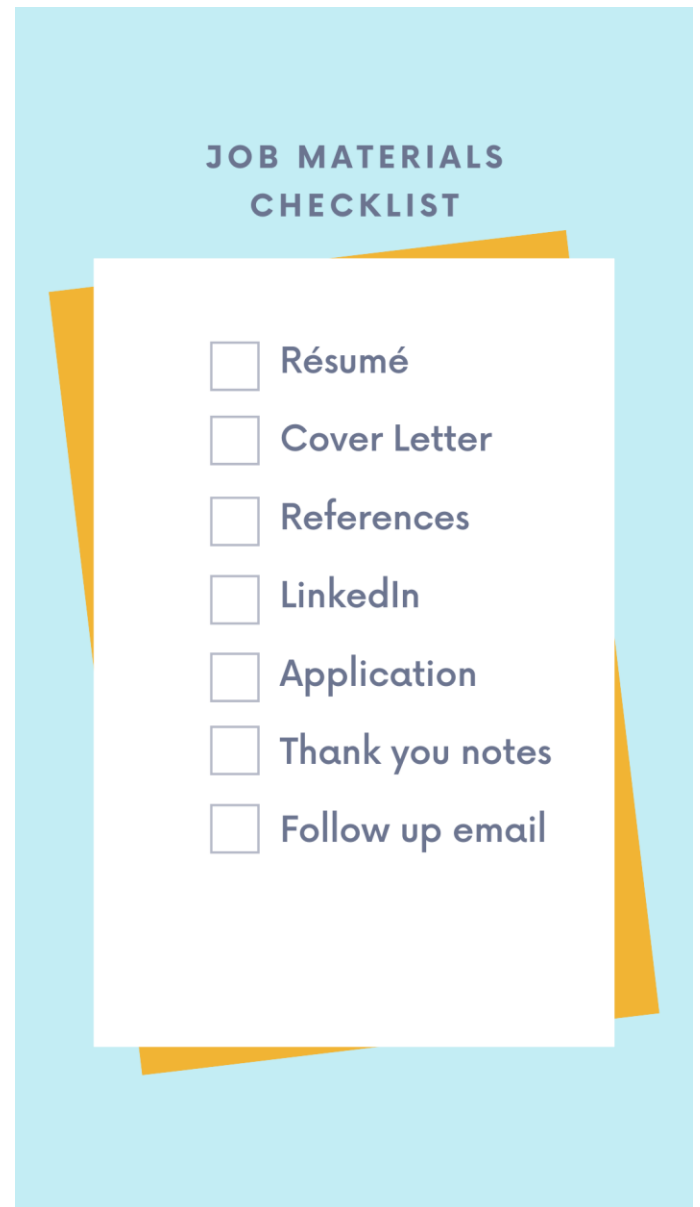 JOB MATERIALS
CHECKLIST
Résumé
Cover Letter
References
LinkedIn
Application
Thank you notes
Follow up email